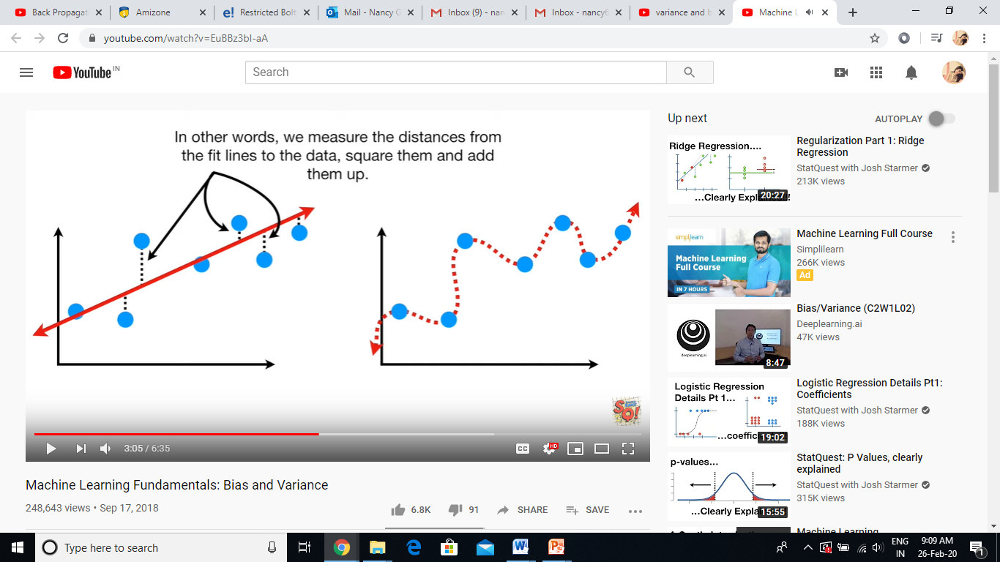 Back Propagat
Amizone
Restricted Bolt
Mail - Nancy G
Inbox (9) - nan
Inbox - nancy6
variance and b
Machine L
youtube.com/watch?v=EuBBz3bI-aA
YouTube IN
Search
In other words, we measure the distances from
the fit lines to the data, square them and add
them up.
SQ!
3:05 / 6:35
CC
HD
Machine Learning Fundamentals: Bias and Variance
248,643 views • Sep 17, 2018
6.8K
91
SHARE
SAVE
Up next
AUTOPLAY
Ridge Regression....
20:27
Regularization Part 1: Ridge
Regression
StatQuest with Josh Starmer
213K views
simplilearn
Machine Learning
Full Course
IN 7 HOURS
Machine Learning Full Course
Simplilearn
266K views
Ad
deeplearning.ai
8:47
Bias/Variance (C2W1L02)
Deeplearning.ai
47K views
Logistic Regression
Details Pt 1...
19:02
Logistic Regression Details Pt1:
Coefficients
StatQuest with Josh Starmer
188K views
p-values...
15:55
StatQuest: P Values, clearly
explained
StatQuest with Josh Starmer
315K views
Machine Learning
Type here to search
ENG
IN
9:09 AM
26-Feb-20
1